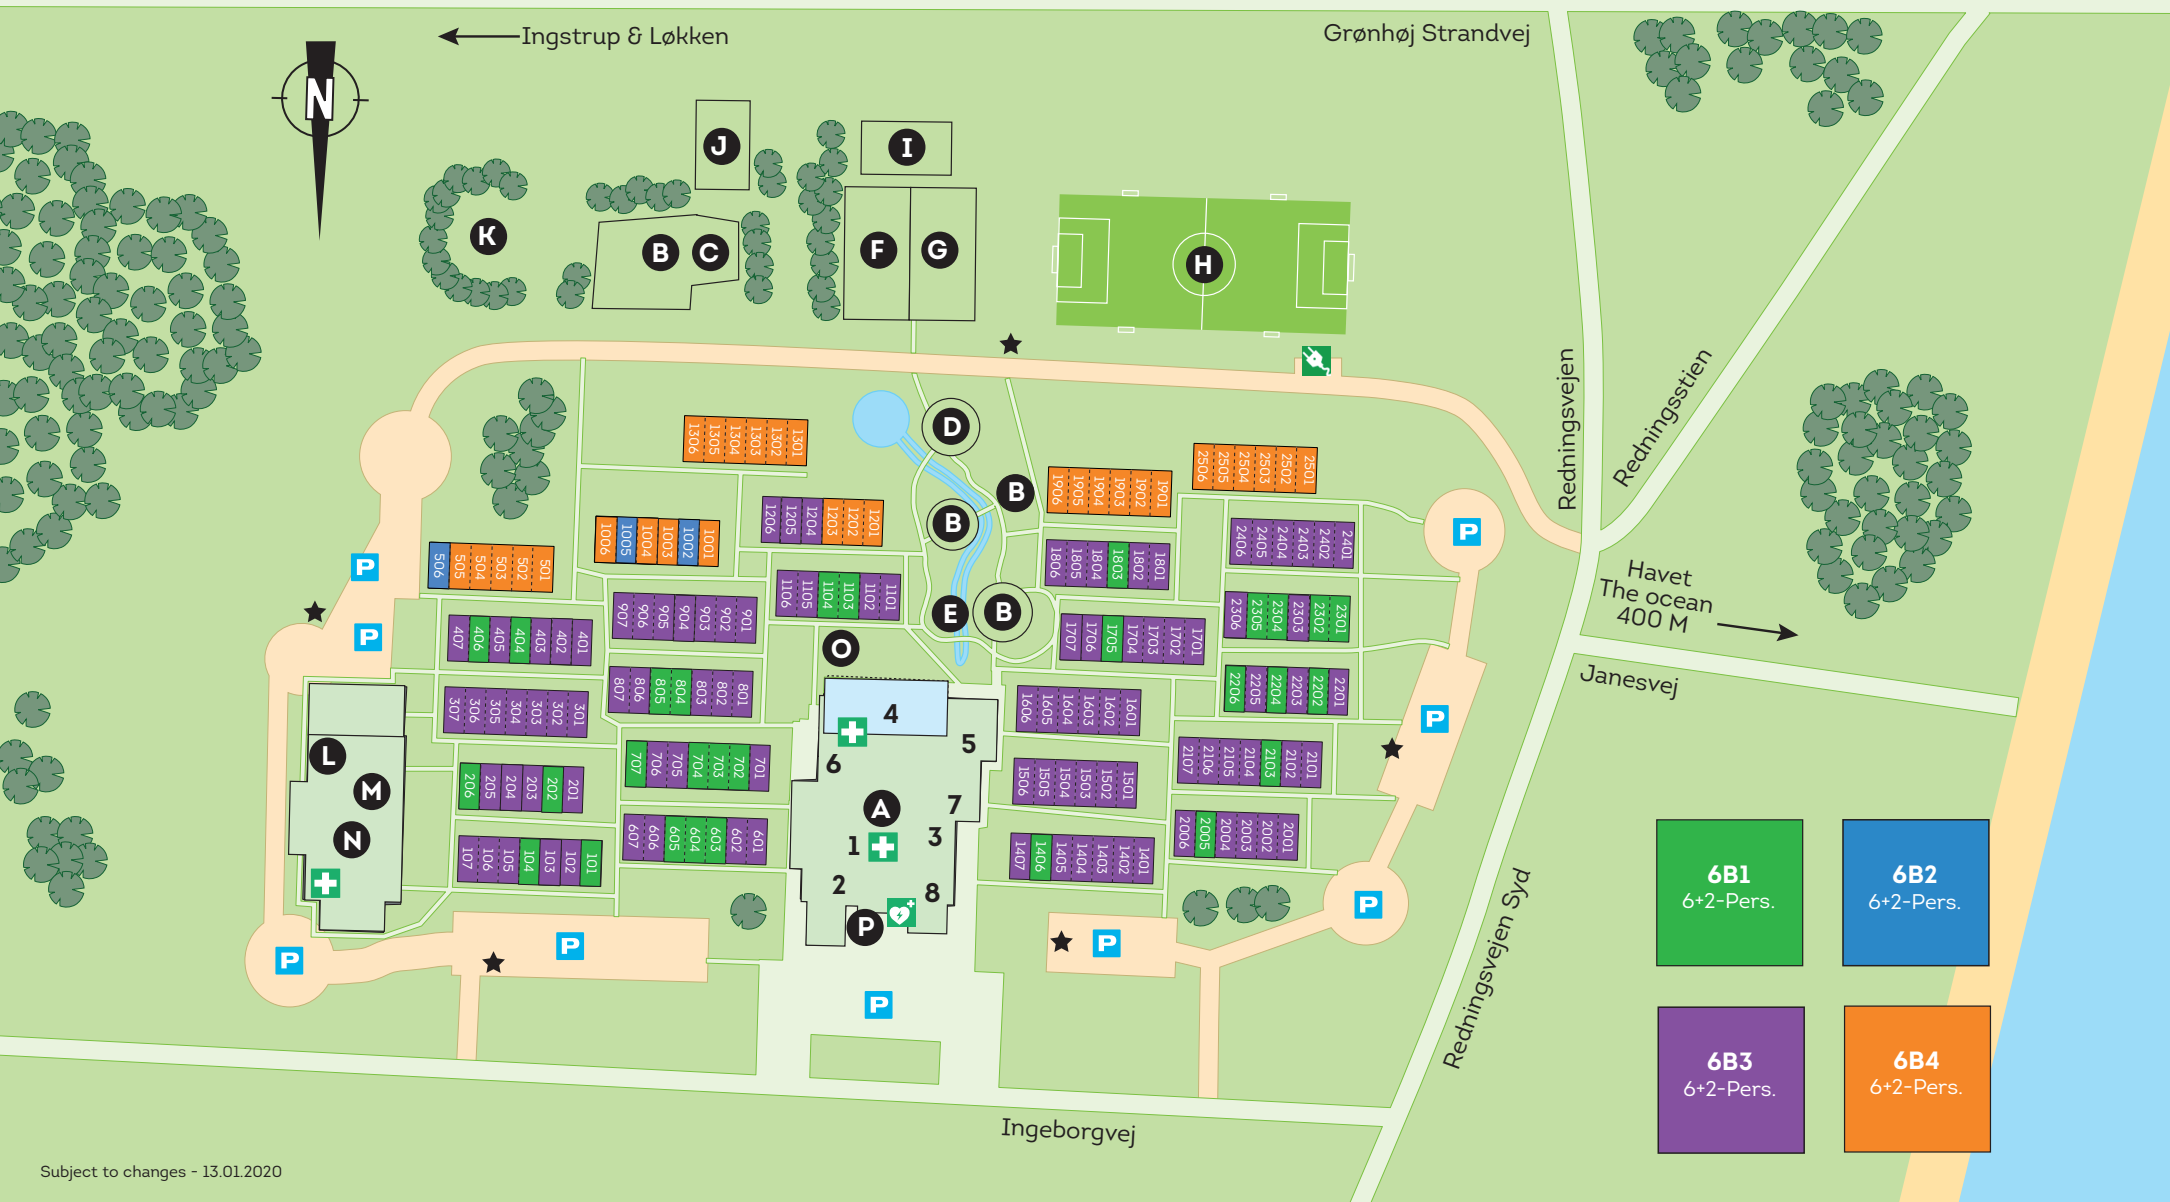 Ingstrup & Løkken
Grønhøj Strandvej
N
J
I
K
B
C
F
G
H
Redningsvejen
Redningsstien
D
B
B
E
B
O
1306 1305 1304 1303 1302 1301
2506 2505 2504 2503 2502 2501
1906 1905 1904 1903 1902 1901
1206 1205 1204 1203 1202 1201
1006 1005 1004 1003 1002 1001
2406 2405 2404 2403 2402 2401
506 505 504 503 502 501
1806 1805 1804 1803 1802 1801
1106 1105 1104 1103 1102 1101
907 906 905 904 903 902 901
2306 2305 2304 2303 2302 2301
407 406 405 404 403 402 401
1707 1706 1705 1704 1703 1702 1701
807 806 805 804 803 802 801
2206 2205 2204 2203 2202 2201
307 306 305 304 303 302 301
1606 1605 1604 1603 1602 1601
707 706 705 704 703 702 701
2107 2106 2105 2104 2103 2102 2101
206 205 204 203 202 201
1506 1505 1504 1503 1502 1501
607 606 605 604 603 602 601
2006 2005 2004 2003 2002 2001
107 106 105 104 103 102 101
1407 1406 1405 1404 1403 1402 1401
P
P
P
P
P
P
P
P
P
L
M
N
4
5
6
A
7
1
3
2
8
P
Havet
The ocean
400 M
Janesvej
Redningsvejen Syd
Ingeborgvej
6B1
6+2-Pers.
6B2
6+2-Pers.
6B3
6+2-Pers.
6B4
6+2-Pers.
Subject to changes - 13.01.2020